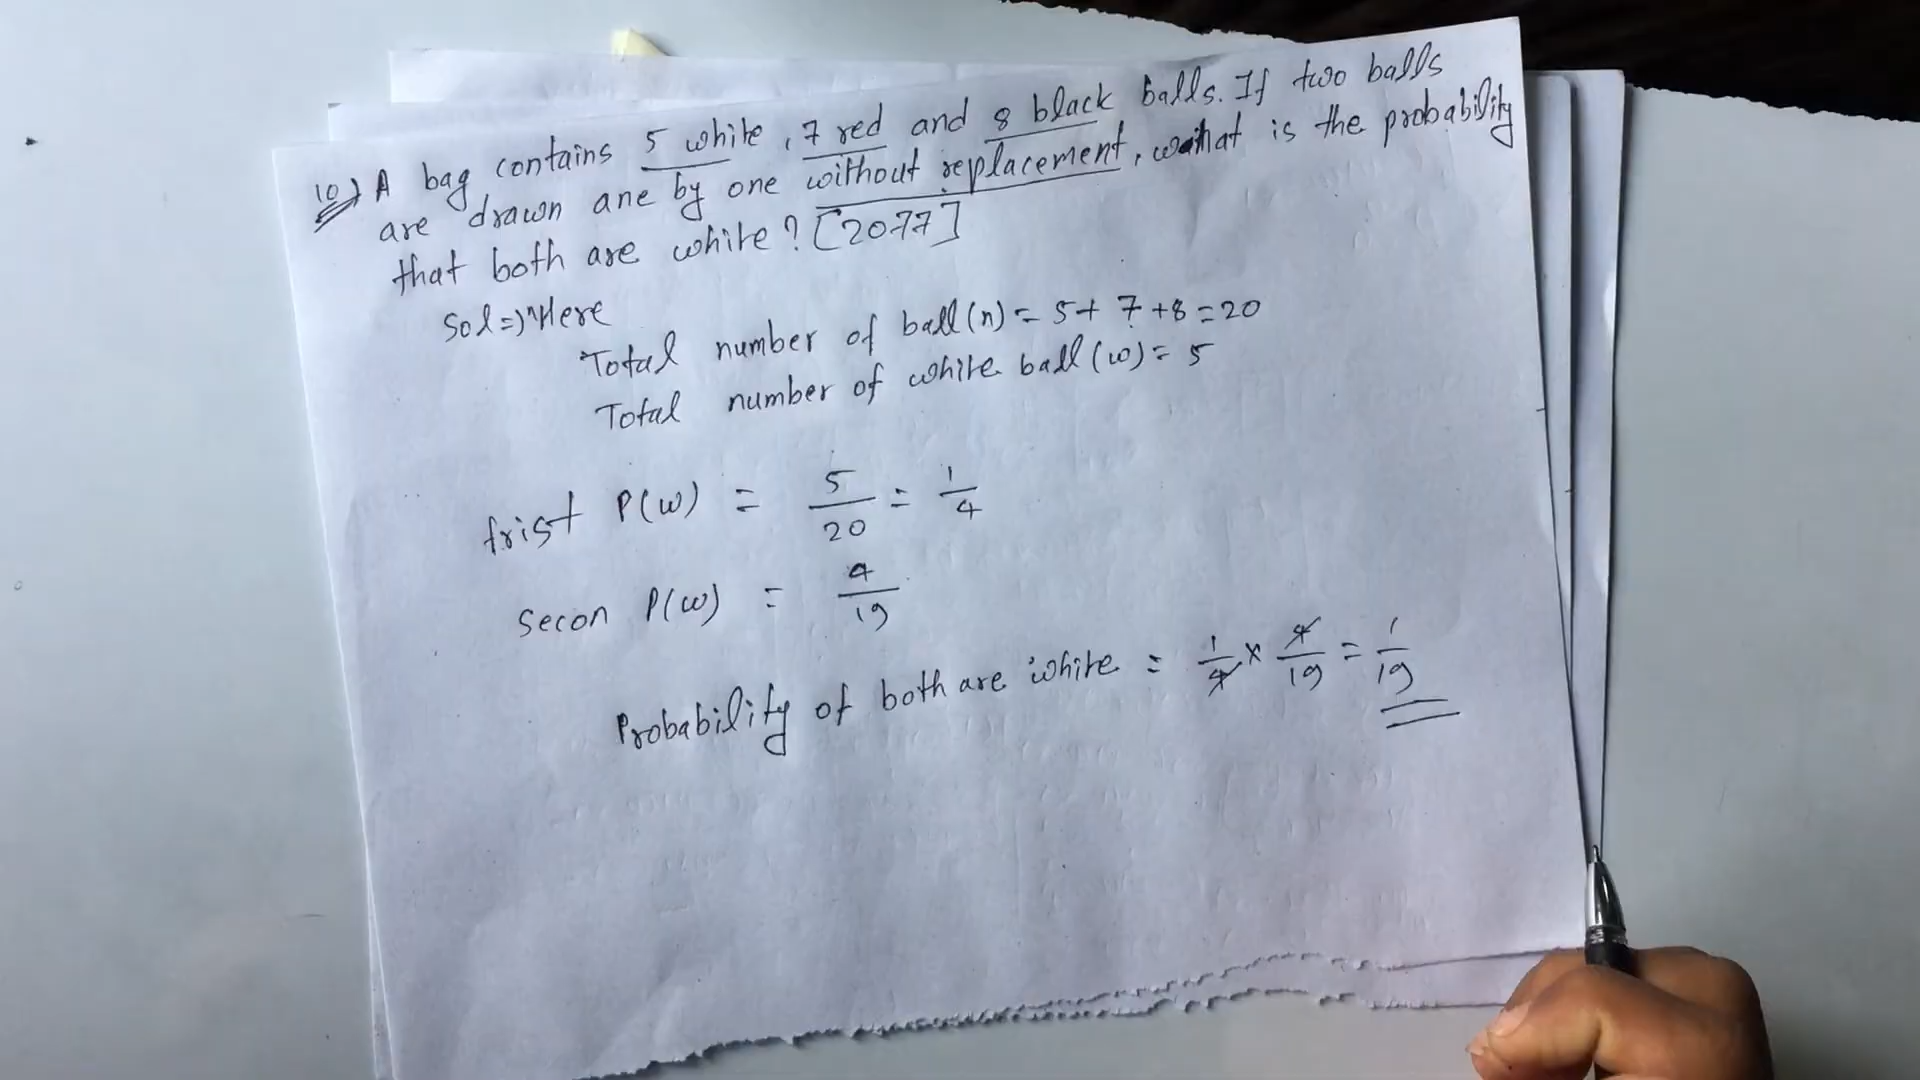 10) A bag contains 5 white, 7 red and 8 black balls. If two balls
are drawn one by one without replacement, what is the probability
that both are white? [2077]
Sol=)ⁿHere
Total number of ball(n) = 5+ 7 +8 = 20
Total number of white ball (w) = 5
frist P(w) = 5/20 = 1/4
Secon P(w) = 4/19
Probability of both are white = 1/4 × 4/19 = 1/19